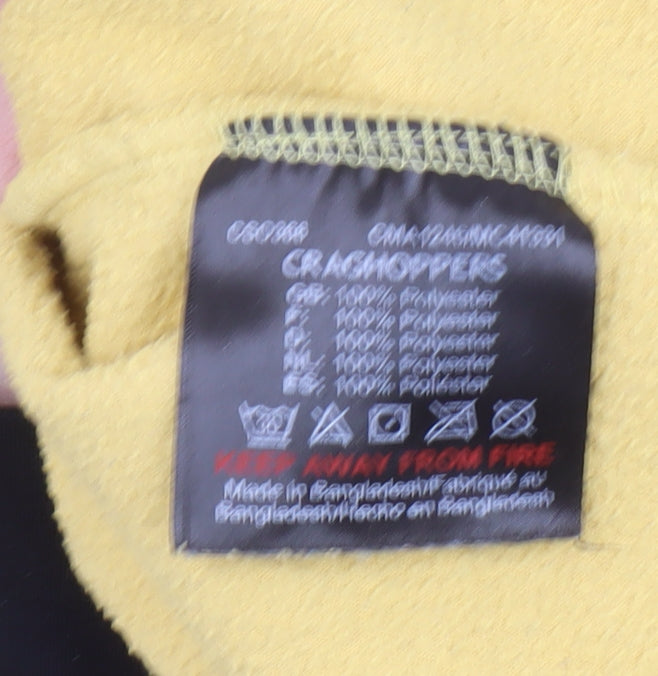 CRAGHOPPERS
GB: 100% Polyester
F: 100% Polyester
D: 100% Polyester
NL: 100% Polyester
ES: 100% Poliester
KEEP AWAY FROM FIRE
Made in Bangladesh/Fabriqué au
Bangladesh/Hecho en Bangladesh